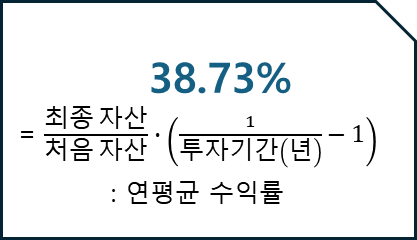 38.73%
= 최종 자산 / 처음 자산 · ( 1 / 투자기간(년) − 1 )
: 연평균 수익률